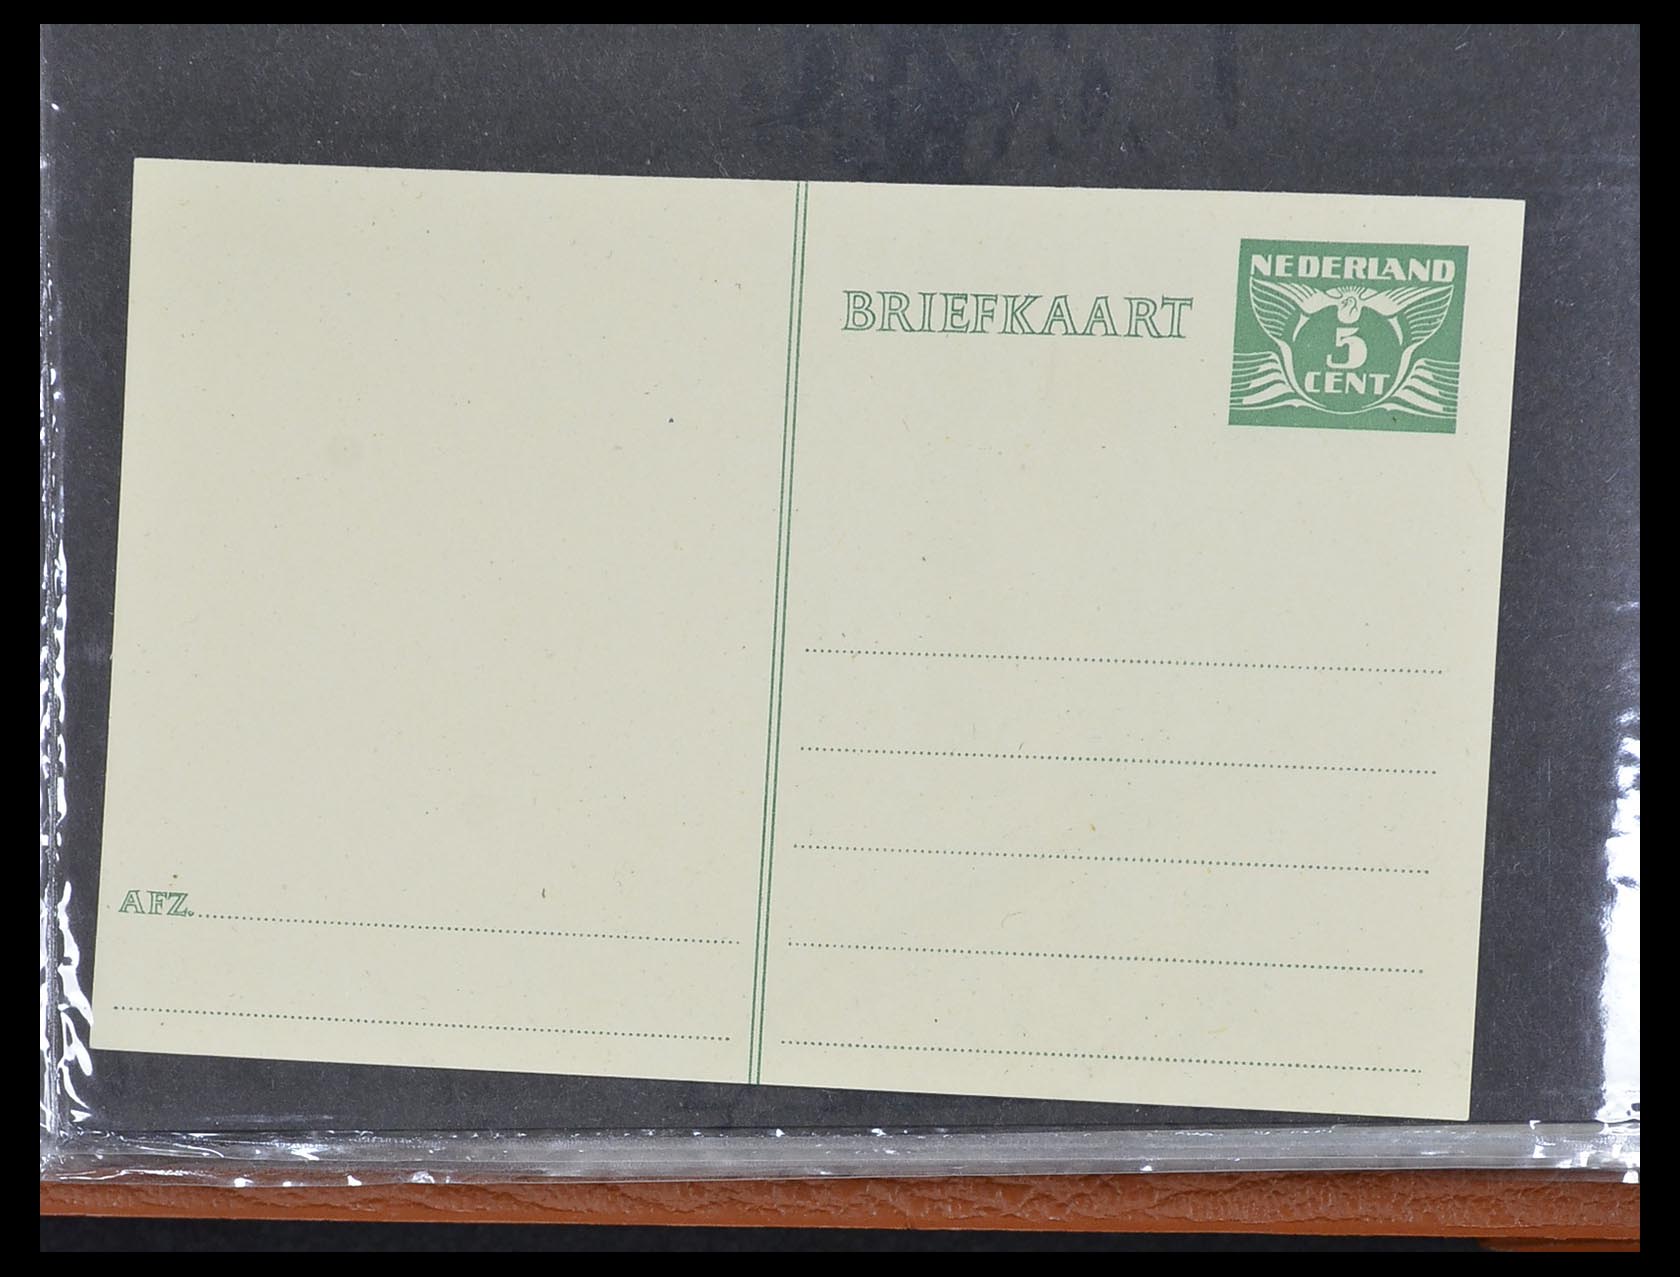 BRIEFKAART
NEDERLAND
5
CENT
AFZ.